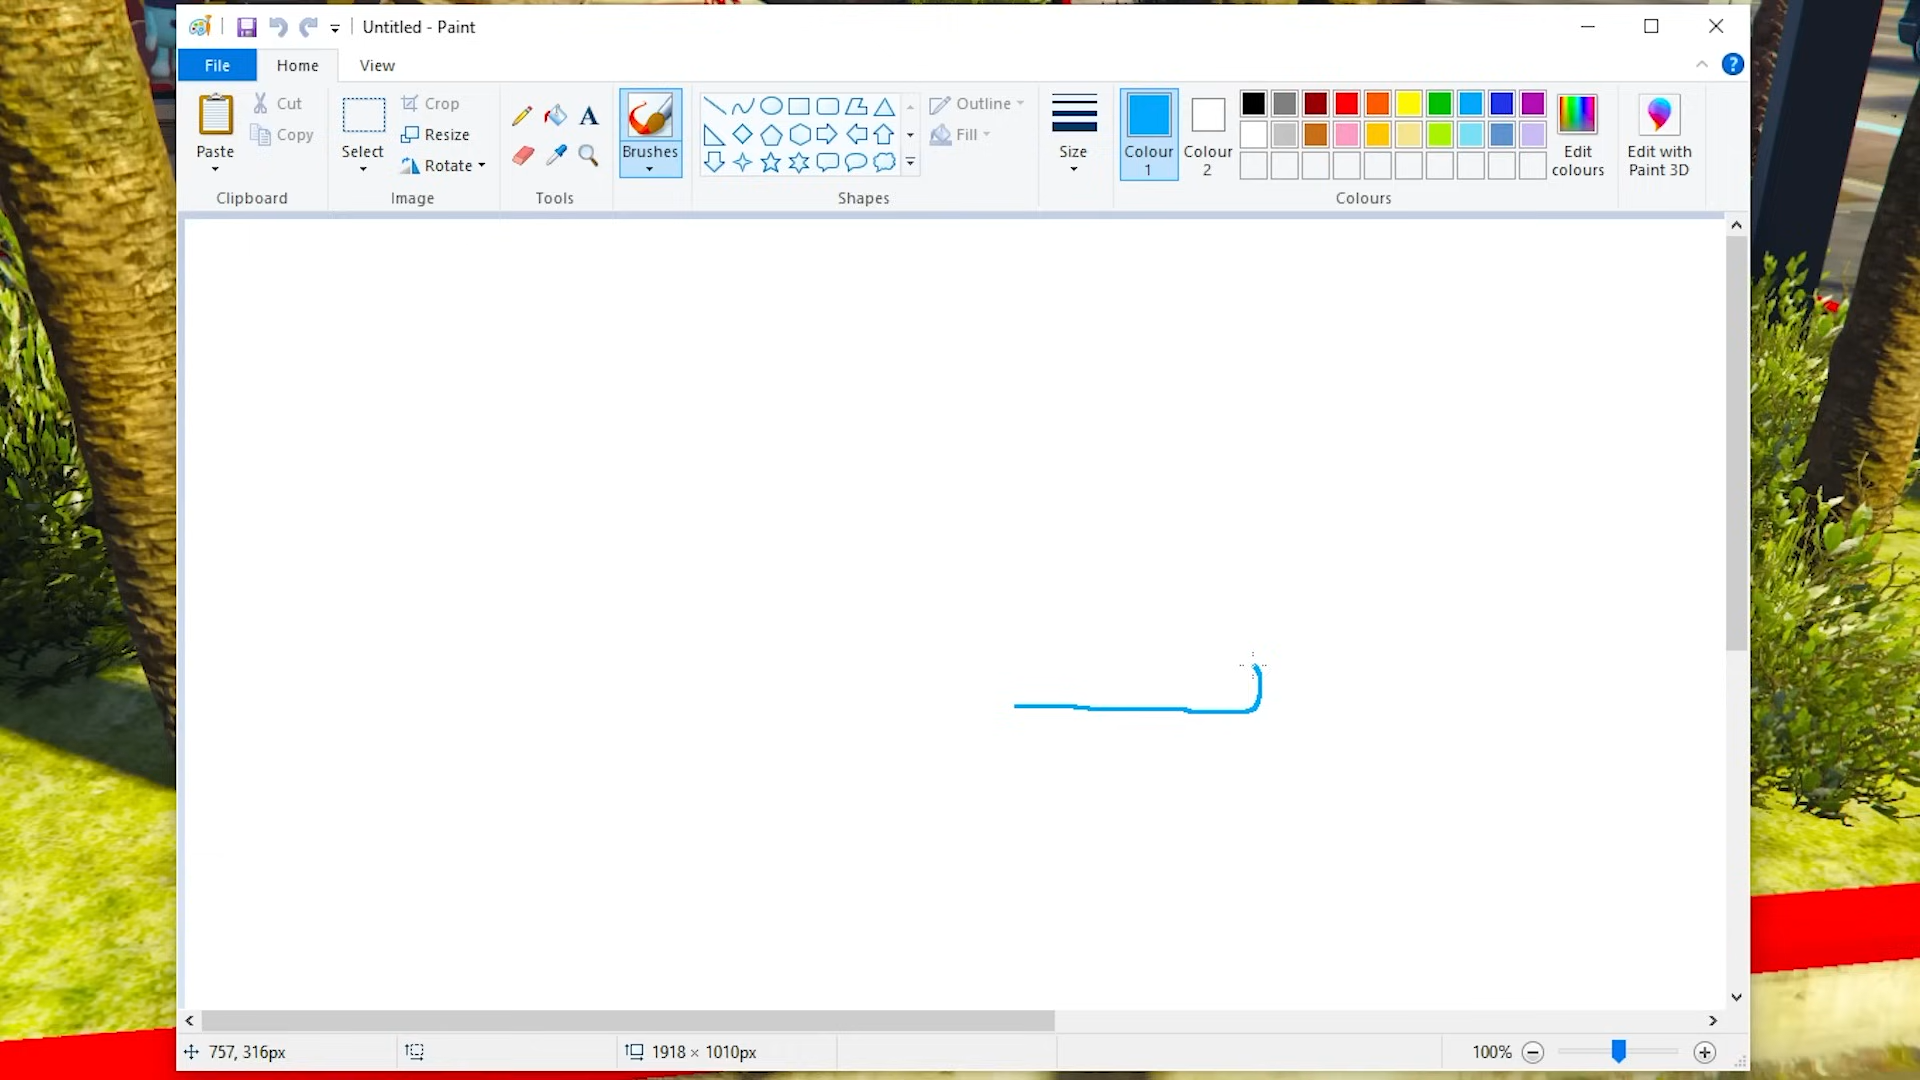 Untitled - Paint
File Home View
Paste Cut Copy Clipboard
Select Crop Resize Rotate Image
A Tools
Brushes
Outline Fill Shapes
Size
Colour 1 Colour 2 Edit colours Colours
Edit with Paint 3D
?
757, 316px 1918 × 1010px 100%